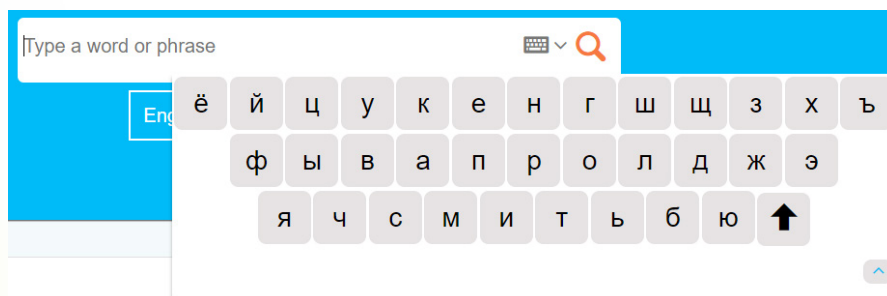 Type a word or phrase
Eng
ё й ц у к е н г ш щ з х ъ
ф ы в а п р о л д ж э
я ч с м и т ь б ю